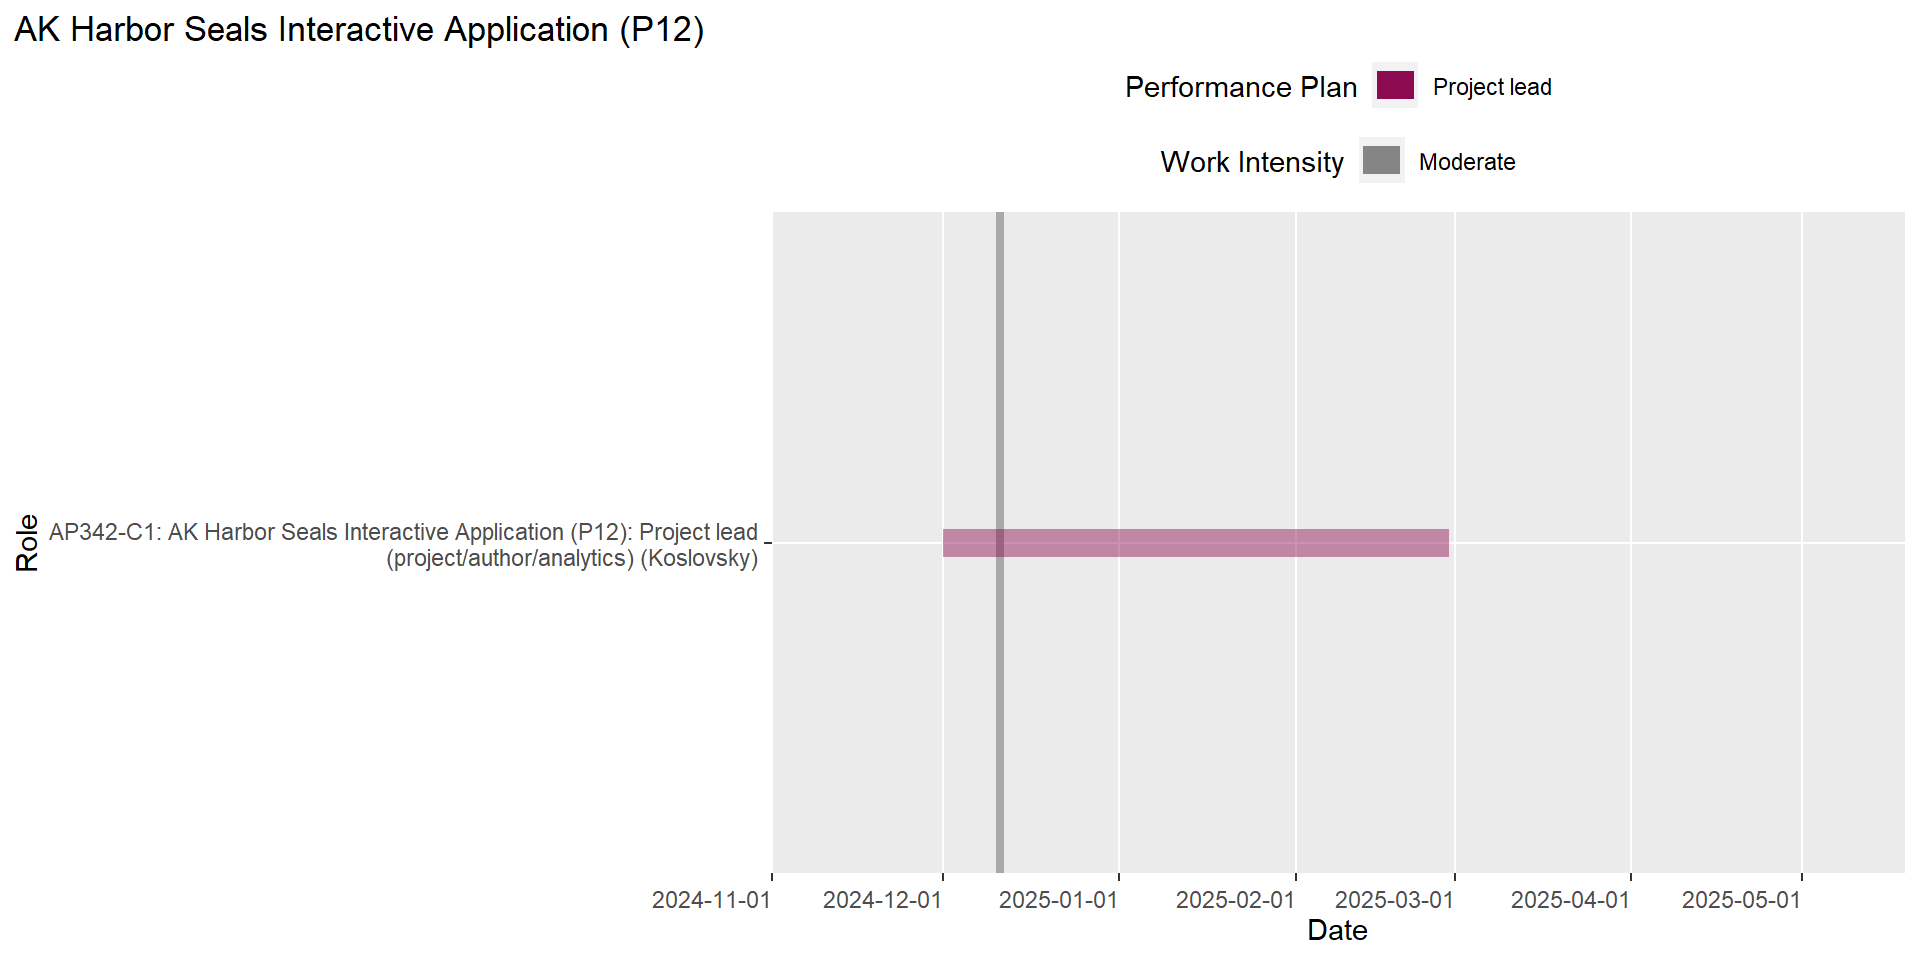 AK Harbor Seals Interactive Application (P12)
Performance Plan
Project lead
Work Intensity
Moderate
Role
AP342-C1: AK Harbor Seals Interactive Application (P12): Project lead
(project/author/analytics) (Koslovsky)
2024-11-01
2024-12-01
2025-01-01
2025-02-01
2025-03-01
2025-04-01
2025-05-01
Date